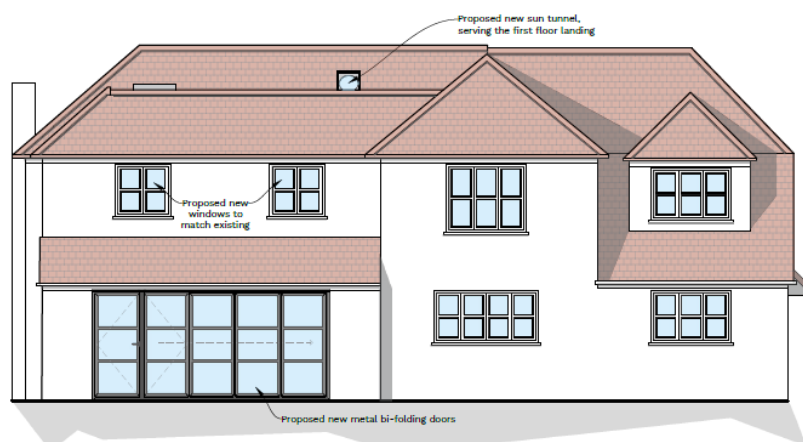 Proposed new sun tunnel,
serving the first floor landing
Proposed new
windows to
match existing
Proposed new metal bi-folding doors